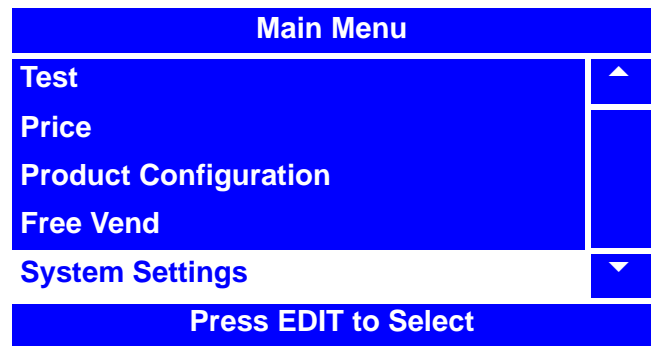 Main Menu
Test
Price
Product Configuration
Free Vend
System Settings
Press EDIT to Select